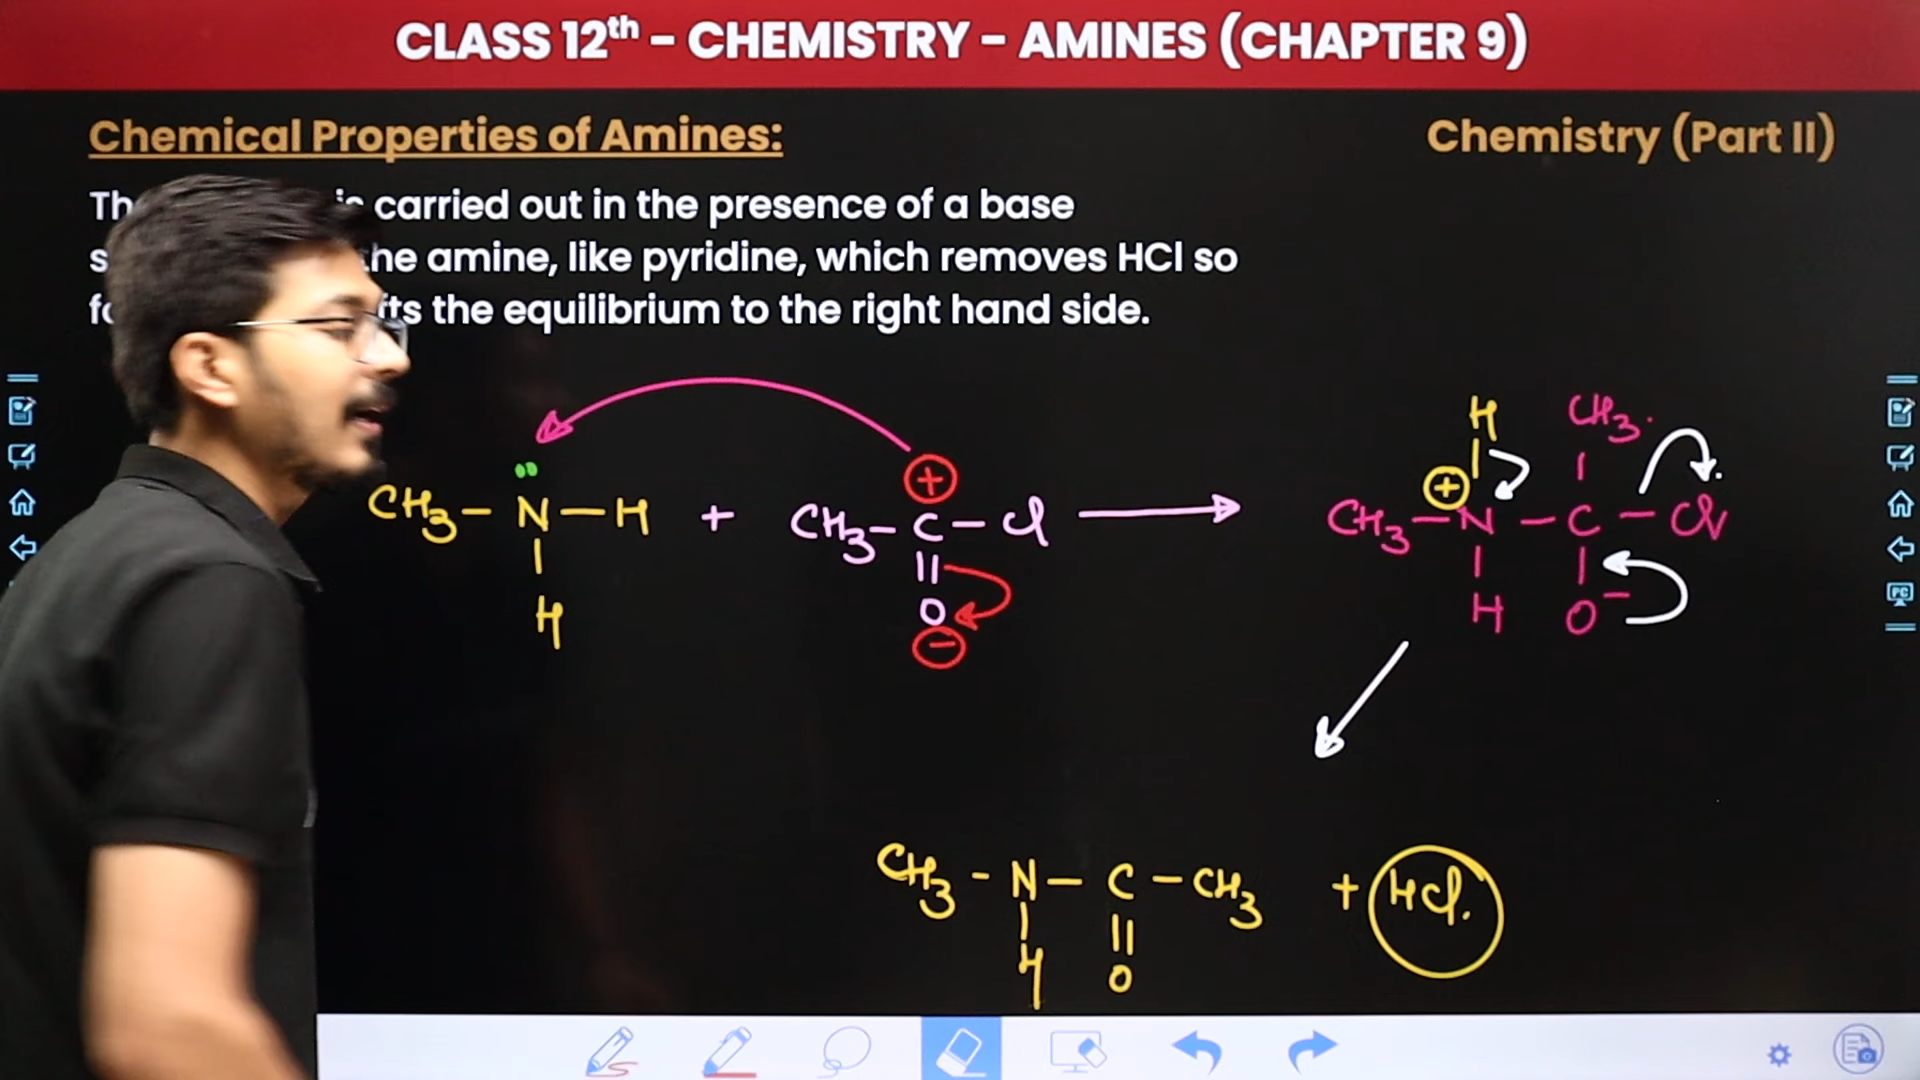 CLASS 12th - CHEMISTRY - AMINES (CHAPTER 9)
Chemical Properties of Amines:
Chemistry (Part II)
carried out in the presence of a base
the amine, like pyridine, which removes HCl so
the equilibrium to the right hand side.
CH3 - N - H + CH3 - C - Cl
H
O
H
CH3
CH3 - N - C - Cl
H
O
CH3 - N - C - CH3 + HCl.
H
O
PC